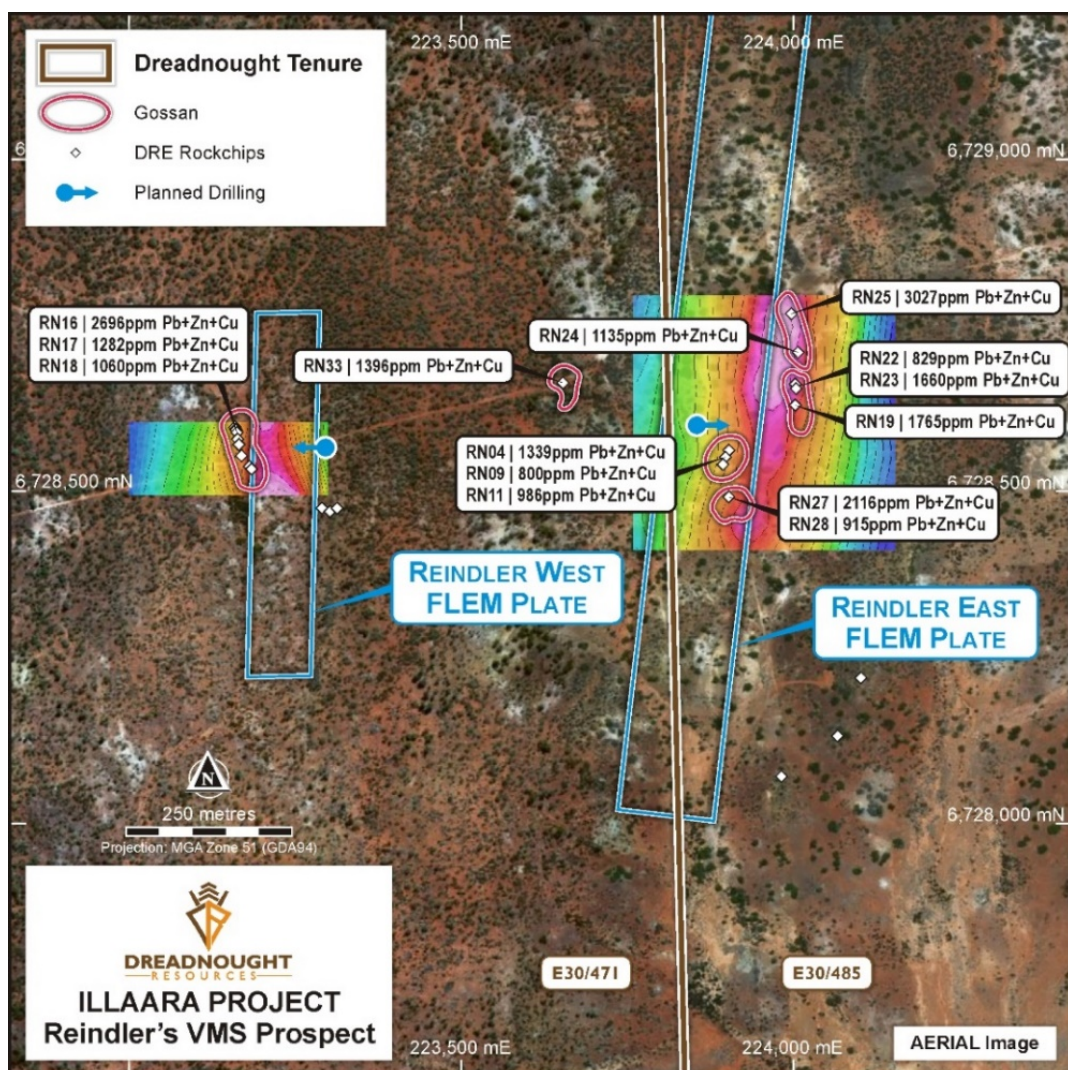 223,500 mE
224,000 mE
Dreadnought Tenure
Gossan
DRE Rockchips
Planned Drilling
6,729,000 mN
RN25 | 3027ppm Pb+Zn+Cu
RN24 | 1135ppm Pb+Zn+Cu
RN16 | 2696ppm Pb+Zn+Cu
RN17 | 1282ppm Pb+Zn+Cu
RN18 | 1060ppm Pb+Zn+Cu
RN33 | 1396ppm Pb+Zn+Cu
RN22 | 829ppm Pb+Zn+Cu
RN23 | 1660ppm Pb+Zn+Cu
RN19 | 1765ppm Pb+Zn+Cu
RN04 | 1339ppm Pb+Zn+Cu
RN09 | 800ppm Pb+Zn+Cu
RN11 | 986ppm Pb+Zn+Cu
6,728,500 mN
6,728,500 mN
RN27 | 2116ppm Pb+Zn+Cu
RN28 | 915ppm Pb+Zn+Cu
REINDLER WEST
FLEM PLATE
REINDLER EAST
FLEM PLATE
N
250 metres
Projection: MGA Zone 51 (GDA94)
6,728,000 mN
DREADNOUGHT
RESOURCES
ILLAARA PROJECT
Reindler's VMS Prospect
E30/471
E30/485
223,500 mE
224,000 mE
AERIAL Image